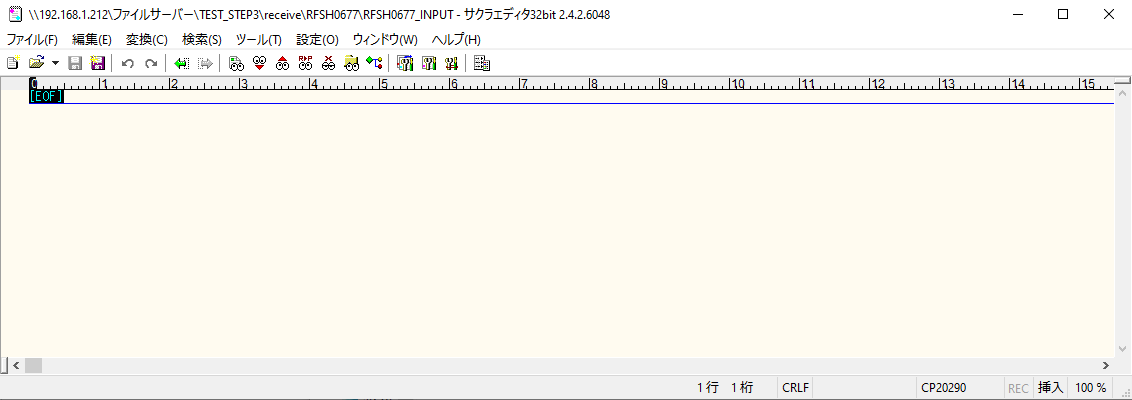 \\192.168.1.212\ファイルサーバー\TEST_STEP3\receive\RFSH0677\RFSH0677_INPUT - サクラエディタ32bit 2.4.2.6048
ファイル(F) 編集(E) 変換(C) 検索(S) ツール(T) 設定(O) ウィンドウ(W) ヘルプ(H)
0 1 2 3 4 5 6 7 8 9 10 11 12 13 14 15
[EOF]
1 行 1 桁 CRLF CP20290 REC 挿入 100 %